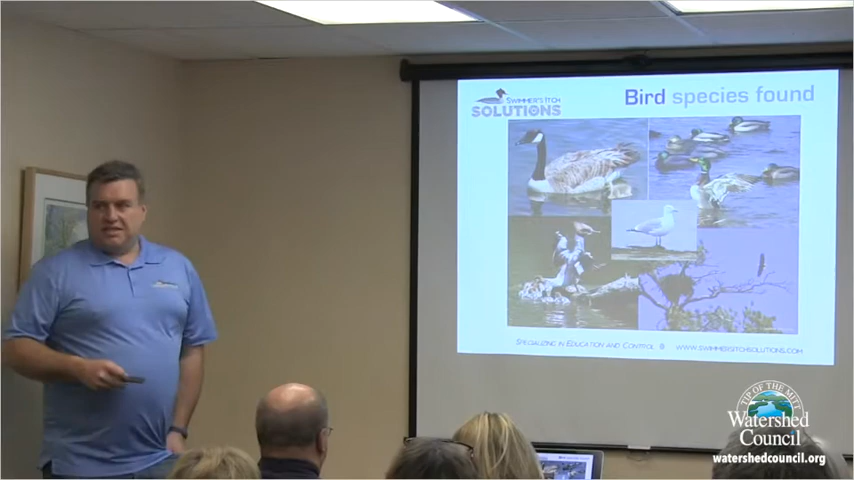 SWIMMER'S ITCH
SOLUTIONS
Bird species found
SPECIALIZING IN EDUCATION AND CONTROL
WWW.SWIMMERSITCHSOLUTIONS.COM
TIP OF THE MITT
Watershed
Council
watershedcouncil.org